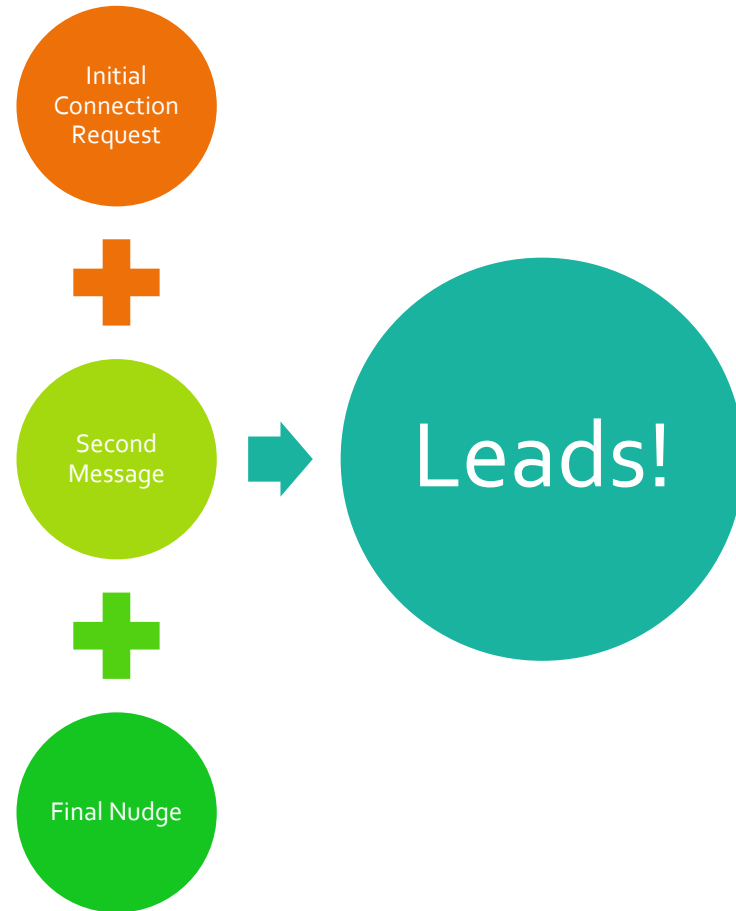 Initial
Connection
Request
Second
Message
Final Nudge
Leads!